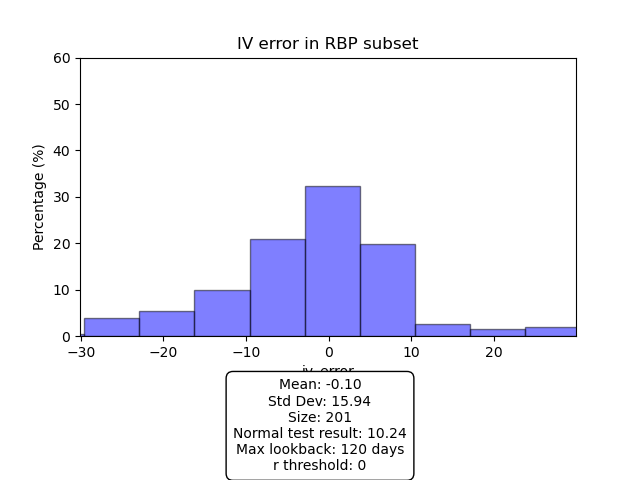 IV error in RBP subset
60
50
40
30
20
10
0
Percentage (%)
−30
−20
−10
0
10
20
iv_error
Mean: -0.10
Std Dev: 15.94
Size: 201
Normal test result: 10.24
Max lookback: 120 days
r threshold: 0